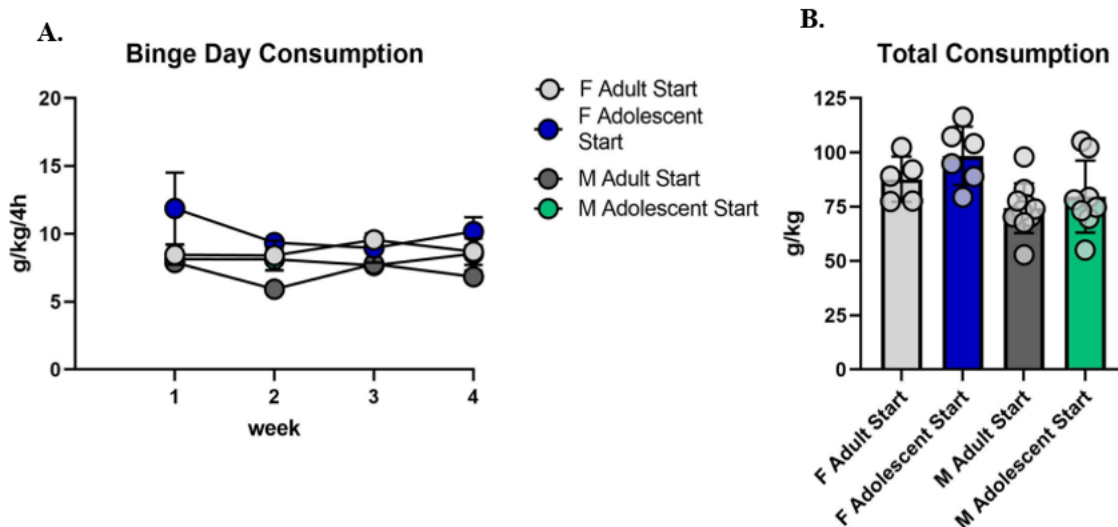 A.
Binge Day Consumption
20
15
10
5
0
g/kg/4h
1 2 3 4
week
F Adult Start
F Adolescent
Start
M Adult Start
M Adolescent Start
B.
Total Consumption
125
100
75
50
25
0
g/kg
F Adult Start
F Adolescent Start
M Adult Start
M Adolescent Start